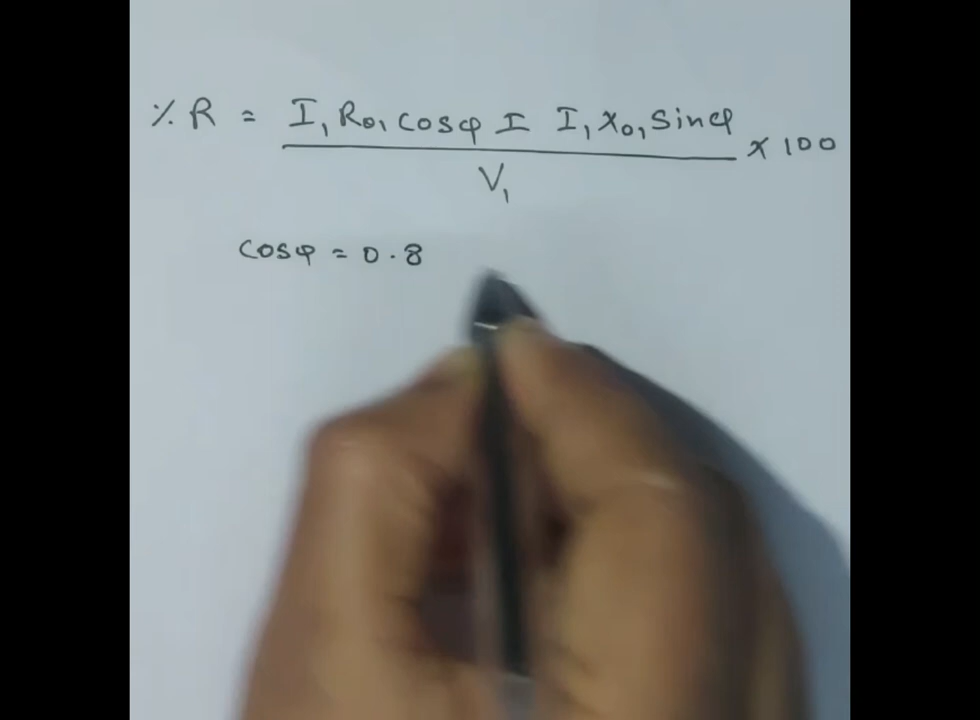 % R = I₁ R₀₁ cosφ ± I₁ X₀₁ sinφ / V₁ × 100
cosφ = 0.8